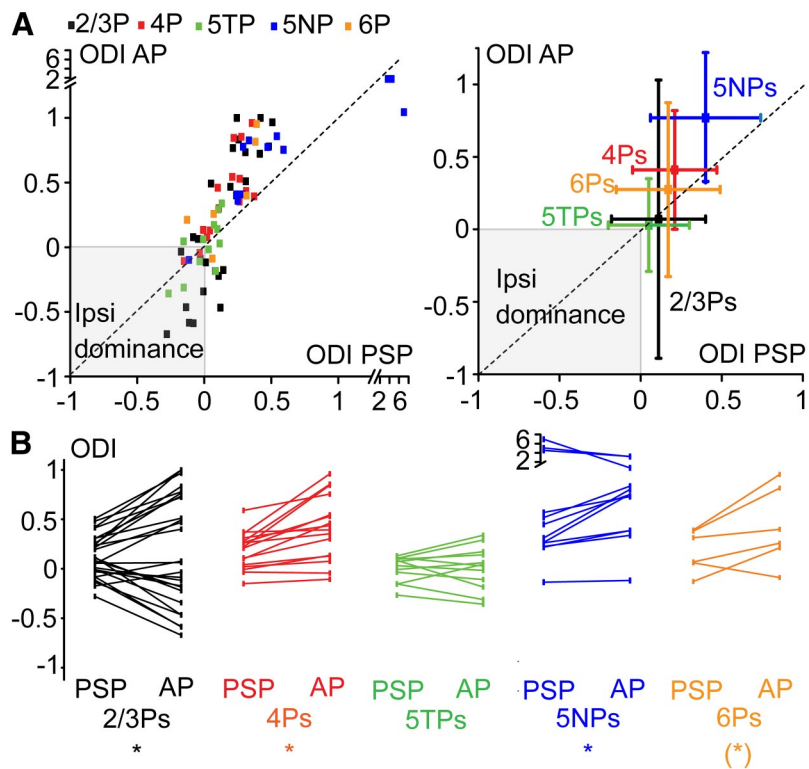 A
2/3P 4P 5TP 5NP 6P
ODI AP
6
2
1
0.5
0
-0.5
-1
Ipsi
dominance
ODI PSP
-1 -0.5 0 0.5 1 2 6
ODI AP
1
0.5
0
-0.5
-1
5NPs
4Ps
6Ps
5TPs
2/3Ps
Ipsi
dominance
ODI PSP
-1 -0.5 0 0.5 1
B
ODI
1
0.5
0
-0.5
-1
6
2
PSP AP PSP AP PSP AP PSP AP PSP AP
2/3Ps 4Ps 5TPs 5NPs 6Ps
* * * (*)